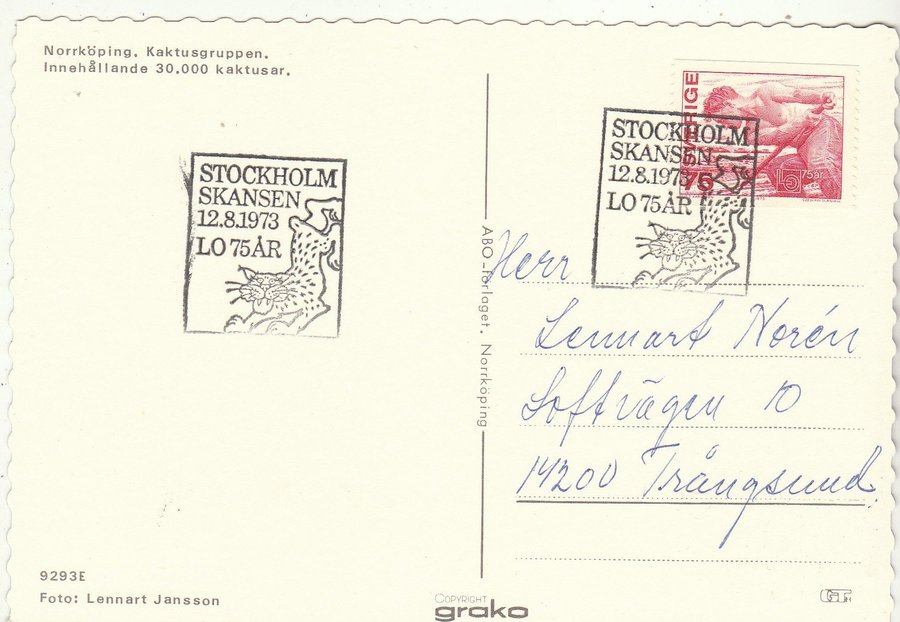 Norrköping. Kaktusgruppen.
Innehållande 30.000 kaktusar.
STOCKHOLM
SKANSEN
12.8.1973
LO 75 ÅR
9293E
Foto: Lennart Jansson
ABO-förlaget. Norrköping
COPYRIGHT
grako
SVERIGE
75
LO 75 år
STOCKHOLM
SKANSEN
12.8.1973
LO 75 ÅR
Herr
Lennart Norén
Loftvägen 10
14200 Trångsund